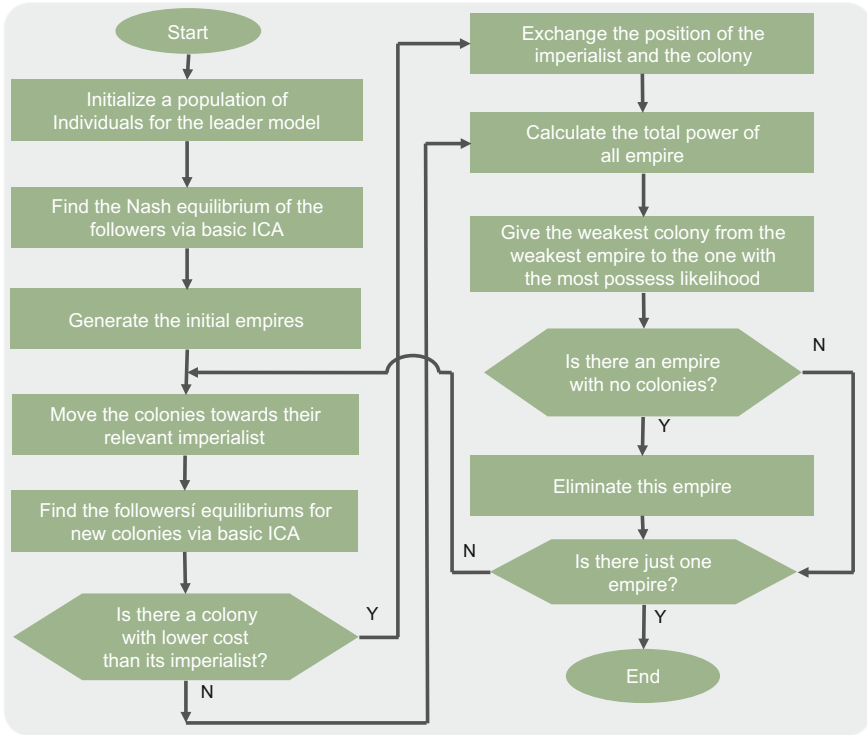 Start
Initialize a population of
Individuals for the leader model
Find the Nash equilibrium of the
followers via basic ICA
Generate the initial empires
Move the colonies towards their
relevant imperialist
Find the followersí equilibriums for
new colonies via basic ICA
Is there a colony
with lower cost
than its imperialist?
Y
N
Exchange the position of the
imperialist and the colony
Calculate the total power of
all empire
Give the weakest colony from the
weakest empire to the one with
the most possess likelihood
Is there an empire
with no colonies?
N
Y
Eliminate this empire
Is there just one
empire?
N
Y
End